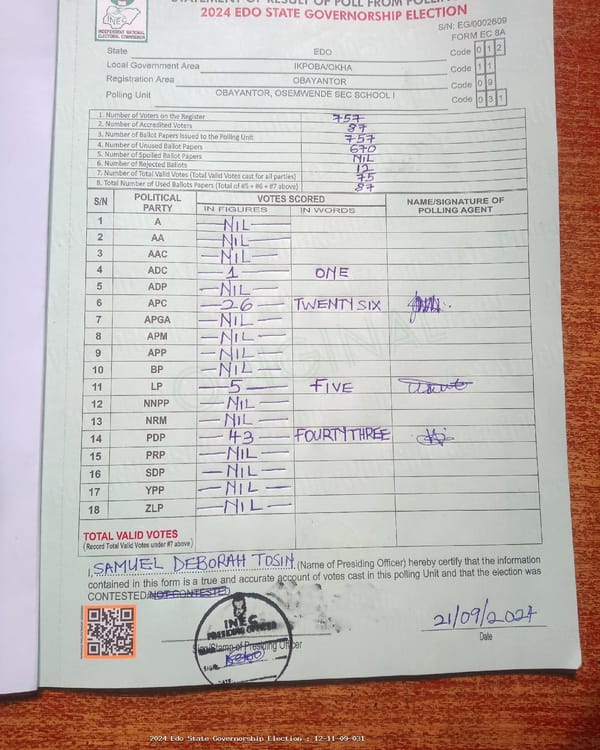 INEC
INDEPENDENT NATIONAL
ELECTORAL COMMISSION
STATEMENT OF RESULT OF POLL FROM POLLING
2024 EDO STATE GOVERNORSHIP ELECTION
S/N; EG/0002609
FORM EC 8A
State EDO Code 0 1 2
Local Government Area IKPOBA/OKHA Code 1 1
Registration Area OBAYANTOR Code 0 9
Polling Unit OBAYANTOR, OSEMWENDE SEC SCHOOL I Code 0 3 1
1. Number of Voters on the Register 757
2. Number of Accredited Voters 87
3. Number of Ballot Papers Issued to the Polling Unit 757
4. Number of Unused Ballot Papers 670
5. Number of Spoiled Ballot Papers NIL
6. Number of Rejected Ballots 12
7. Number of Total Valid Votes (Total Valid Votes cast for all parties) 75
8. Total Number of Used Ballots Papers (Total of #5 + #6 + #7 above) 87
S/N POLITICAL PARTY VOTES SCORED NAME/SIGNATURE OF POLLING AGENT
IN FIGURES IN WORDS
1 A NIL
2 AA NIL
3 AAC NIL
4 ADC 1 ONE
5 ADP NIL
6 APC 26 TWENTY SIX
7 APGA NIL
8 APM NIL
9 APP NIL
10 BP NIL
11 LP 5 FIVE
12 NNPP NIL
13 NRM NIL
14 PDP 43 FOURTY THREE
15 PRP NIL
16 SDP NIL
17 YPP NIL
18 ZLP NIL
TOTAL VALID VOTES
(Record Total Valid Votes under #7 above)
I, SAMUEL DEBORAH TOSIN (Name of Presiding Officer) hereby certify that the information
contained in this form is a true and accurate account of votes cast in this polling Unit and that the election was
CONTESTED/NOT CONTESTED
INEC
PRESIDING OFFICER
Sign/Stamp of Presiding Officer
DATE
21/09/2024
Date
2024 Edo State Governorship Election : 12-11-09-031